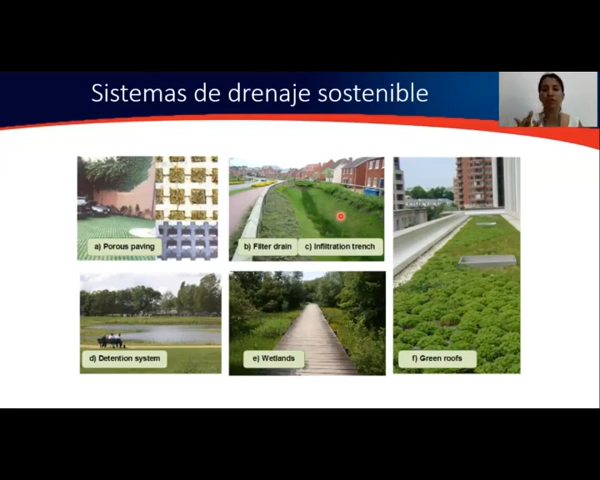 Sistemas de drenaje sostenible
a) Porous paving
b) Filter drain
c) Infiltration trench
d) Detention system
e) Wetlands
f) Green roofs